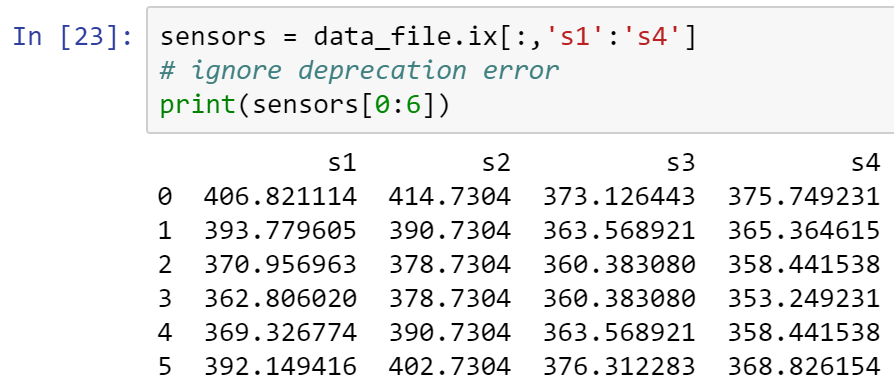 In [23]: sensors = data_file.ix[:,'s1':'s4']
# ignore deprecation error
print(sensors[0:6])
s1 s2 s3 s4
0 406.821114 414.7304 373.126443 375.749231
1 393.779605 390.7304 363.568921 365.364615
2 370.956963 378.7304 360.383080 358.441538
3 362.806020 378.7304 360.383080 353.249231
4 369.326774 390.7304 363.568921 358.441538
5 392.149416 402.7304 376.312283 368.826154